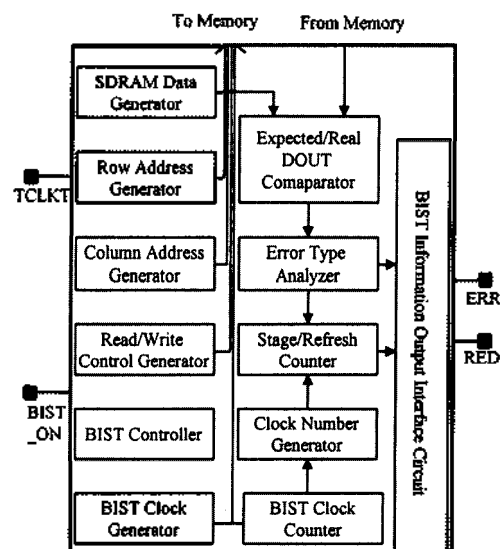 To Memory
From Memory
SDRAM Data
Generator
Expected/Real
DOUT
Comaparator
Row Address
Generator
TCLKT
Column Address
Generator
Error Type
Analyzer
ERR
Read/Write
Control Generator
Stage/Refresh
Counter
RED
BIST
_ON
BIST Controller
Clock Number
Generator
BIST Clock
Generator
BIST Clock
Counter
BIST Information Output Interface Circuit